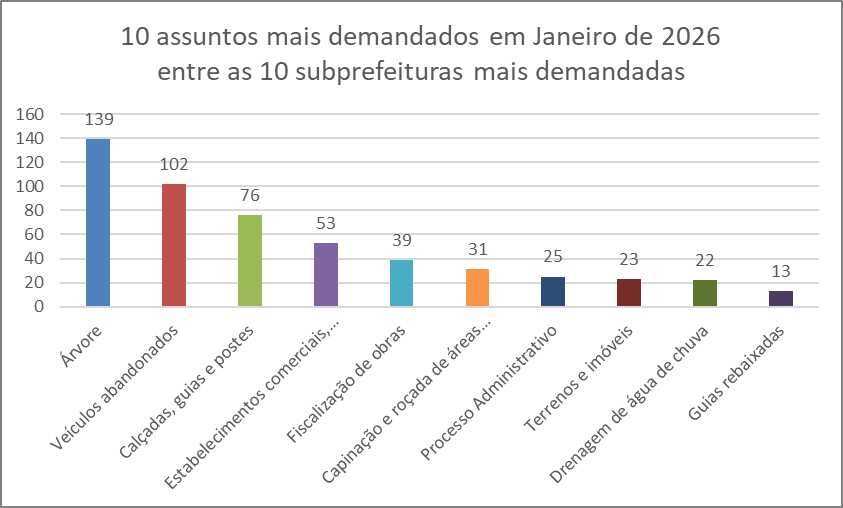 10 assuntos mais demandados em Janeiro de 2026
entre as 10 subprefeituras mais demandadas
160
140
120
100
80
60
40
20
0
139
102
76
53
39
31
25
23
22
13
Árvore
Veículos abandonados
Calçadas, guias e postes
Estabelecimentos comerciais,...
Fiscalização de obras
Capinação e roçada de áreas...
Processo Administrativo
Terrenos e imóveis
Drenagem de água de chuva
Guias rebaixadas